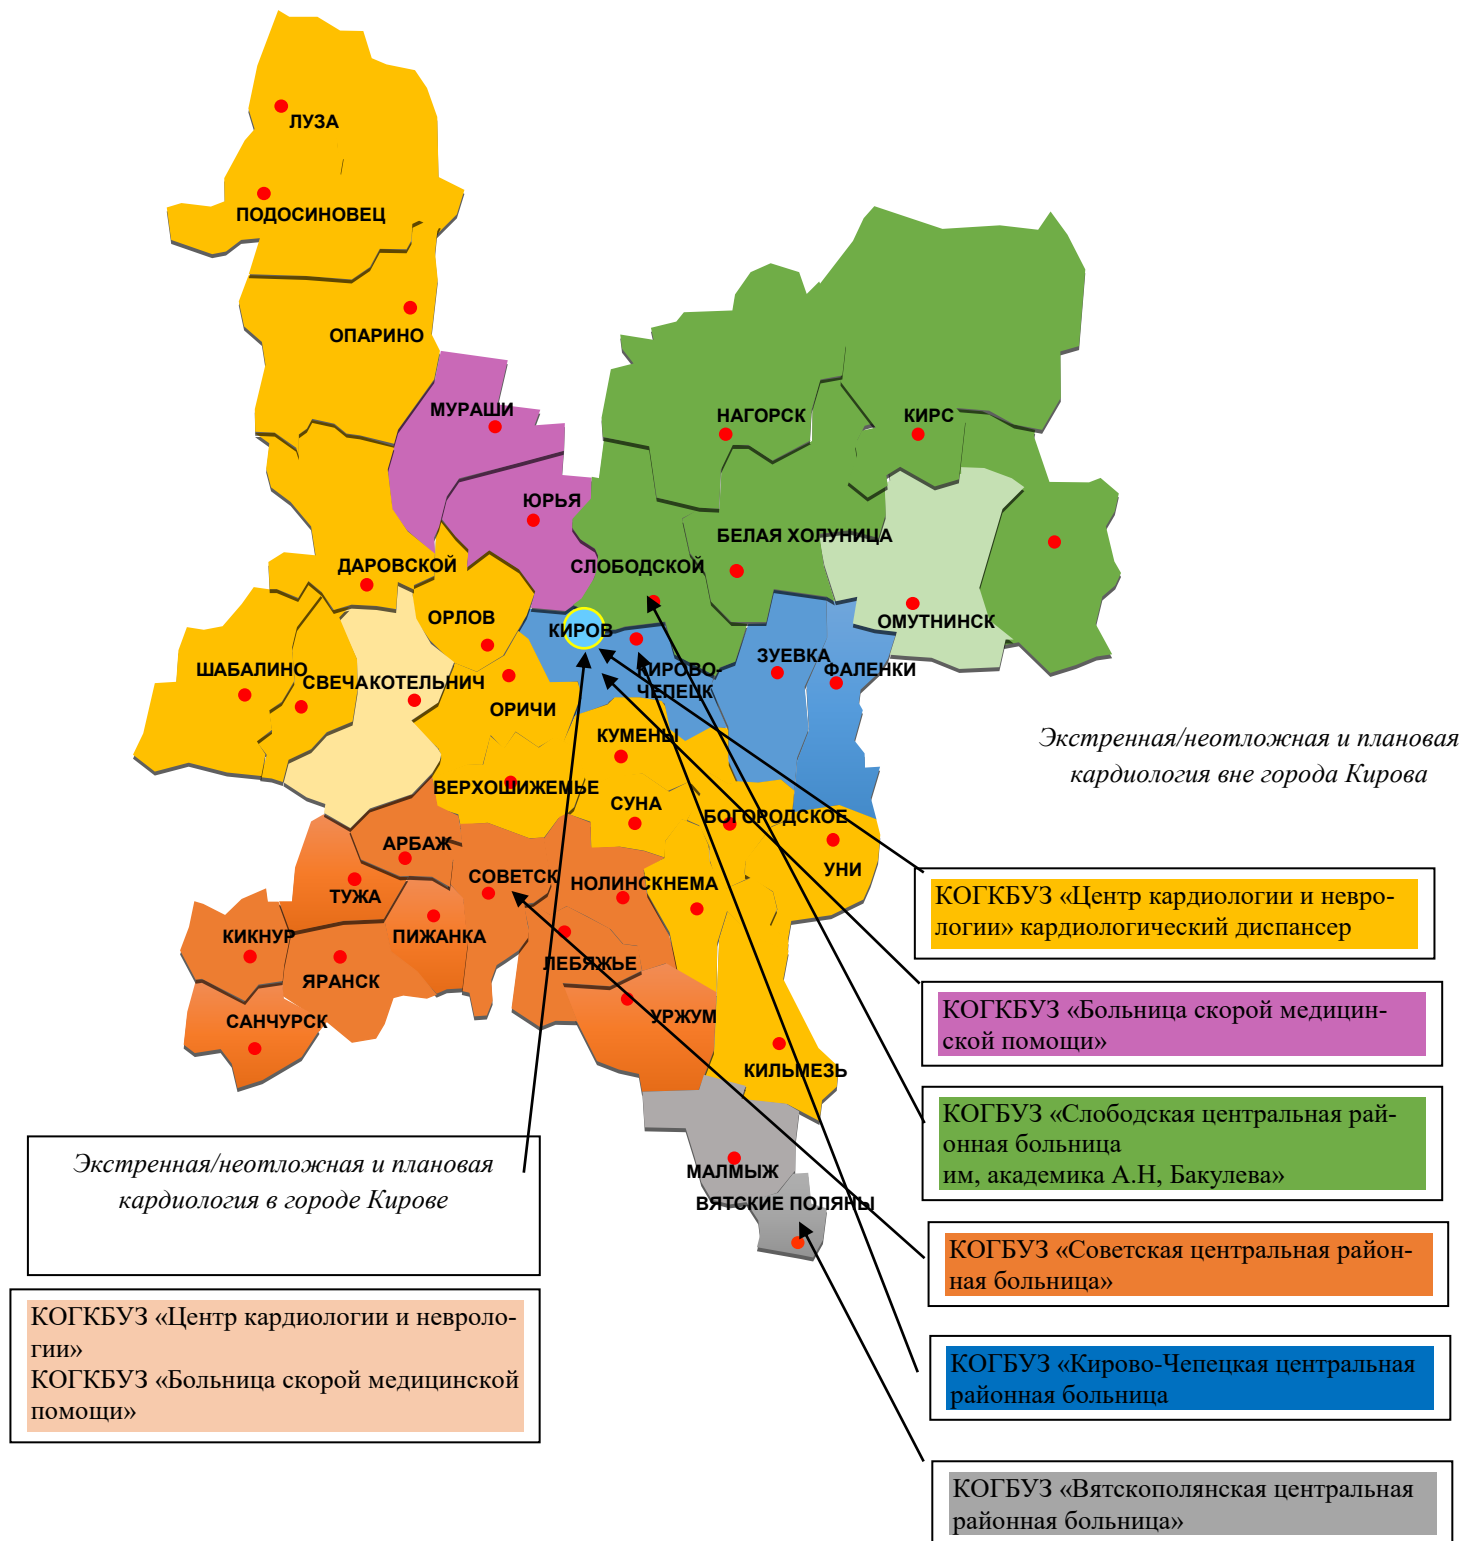 ЛУЗА
ПОДОСИНОВЕЦ
ОПАРИНО
МУРАШИ
НАГОРСК
КИРС
ЮРЬЯ
БЕЛАЯ ХОЛУНИЦА
ДАРОВСКОЙ
СЛОБОДСКОЙ
ОРЛОВ
КИРОВ
ОМУТНИНСК
ЗУЕВКА
ФАЛЕНКИ
ШАБАЛИНО
СВЕЧАКОТЕЛЬНИЧ
КИРОВО-
ЧЕПЕЦК
ОРИЧИ
КУМЕНЫ
ВЕРХОШИЖЕМЬЕ
СУНА
БОГОРОДСКОЕ
АРБАЖ
УНИ
СОВЕТСК
НОЛИНСКНЕМА
ТУЖА
КИКНУР
ПИЖАНКА
ЛЕБЯЖЬЕ
ЯРАНСК
САНЧУРСК
УРЖУМ
КИЛЬМЕЗЬ
МАЛМЫЖ
ВЯТСКИЕ ПОЛЯНЫ
Экстренная/неотложная и плановая
кардиология вне города Кирова
КОГКБУЗ «Центр кардиологии и невро-
логии» кардиологический диспансер
КОГКБУЗ «Больница скорой медицин-
ской помощи»
КОГБУЗ «Слободская центральная рай-
онная больница
им, академика А.Н, Бакулева»
КОГБУЗ «Советская центральная район-
ная больница»
КОГБУЗ «Кирово-Чепецкая центральная
районная больница
КОГБУЗ «Вятскополянская центральная
районная больница»
Экстренная/неотложная и плановая
кардиология в городе Кирове
КОГКБУЗ «Центр кардиологии и невроло-
гии»
КОГКБУЗ «Больница скорой медицинской
помощи»